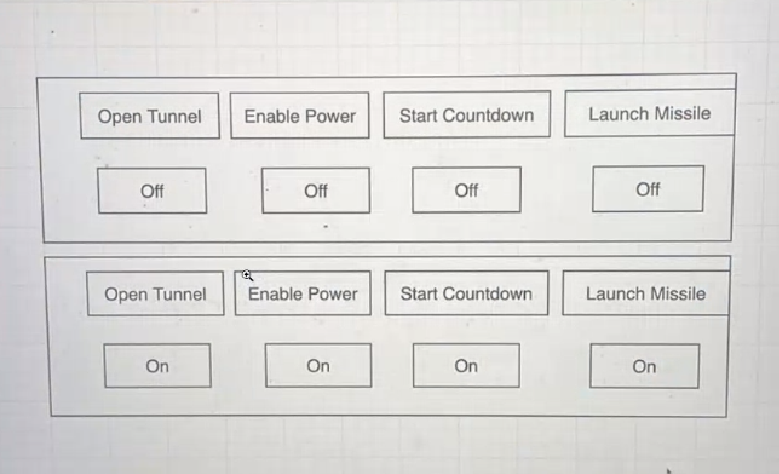 Open Tunnel Enable Power Start Countdown Launch Missile
Off Off Off Off
Open Tunnel Enable Power Start Countdown Launch Missile
On On On On